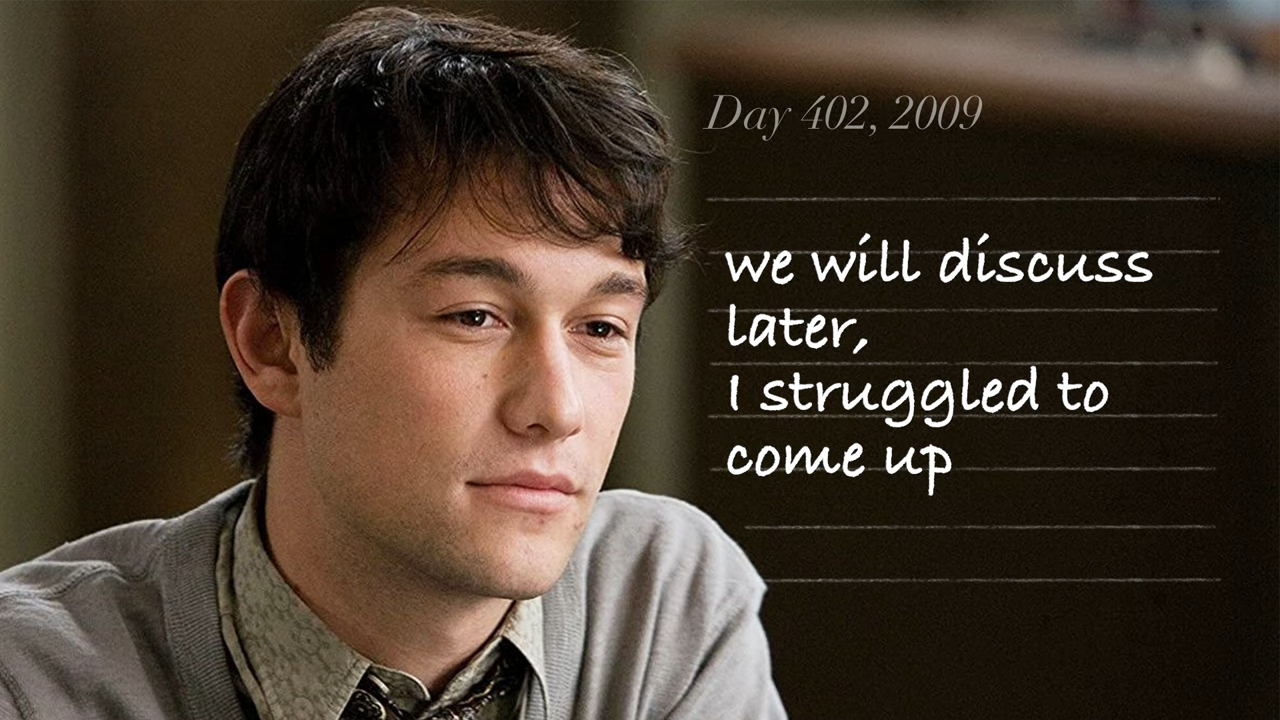 Day 402, 2009
we will discuss
later,
I struggled to
come up